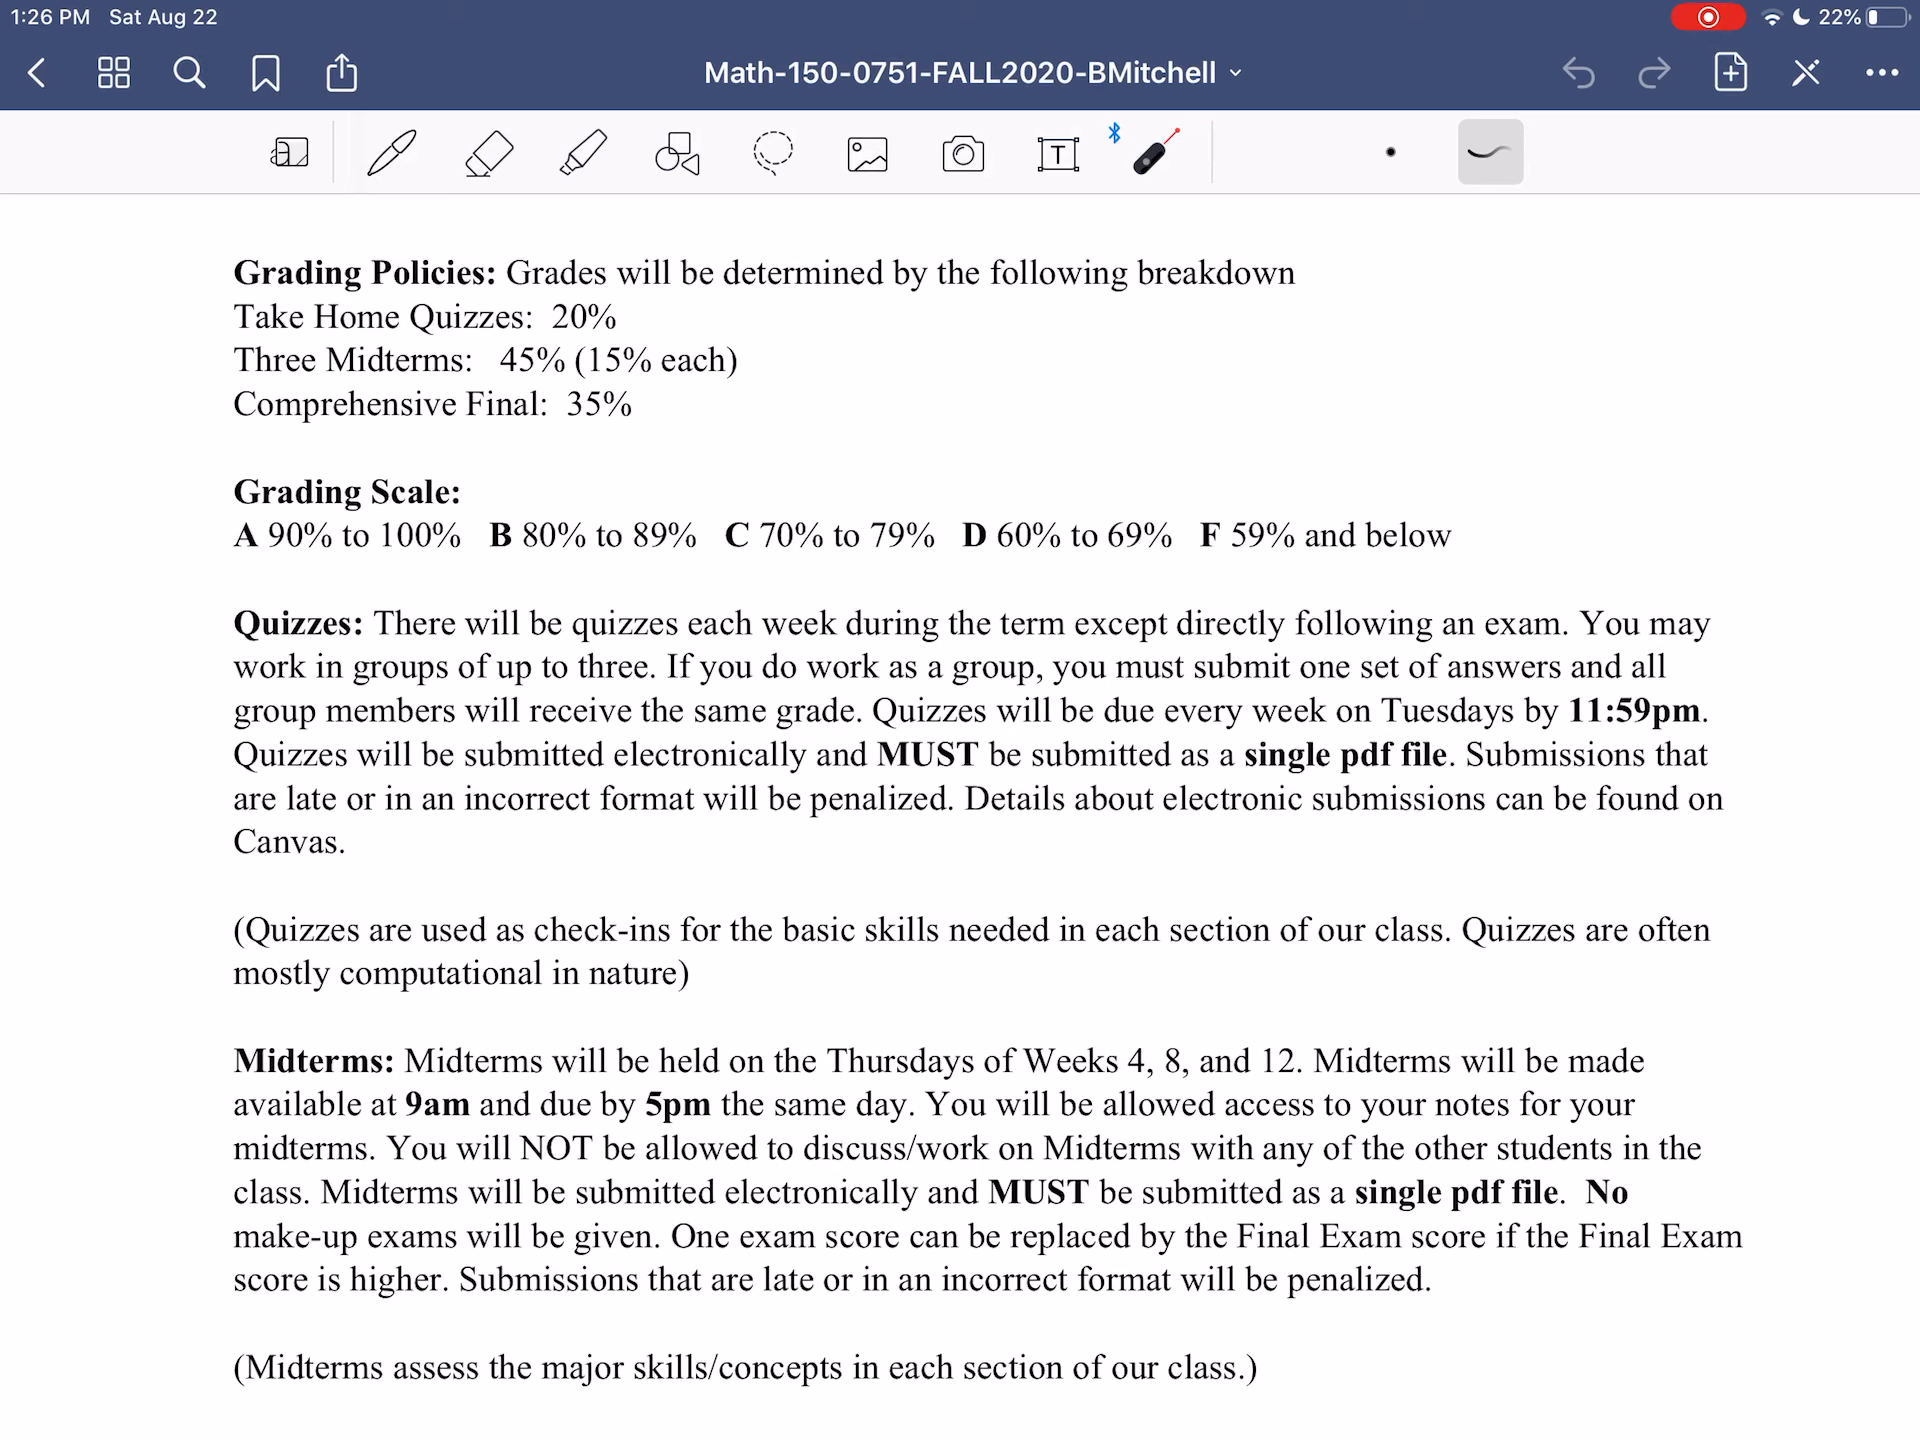 1:26 PM Sat Aug 22
22%
Math-150-0751-FALL2020-BMitchell
a
T
Grading Policies: Grades will be determined by the following breakdown
Take Home Quizzes: 20%
Three Midterms: 45% (15% each)
Comprehensive Final: 35%
Grading Scale:
A 90% to 100% B 80% to 89% C 70% to 79% D 60% to 69% F 59% and below
Quizzes: There will be quizzes each week during the term except directly following an exam. You may
work in groups of up to three. If you do work as a group, you must submit one set of answers and all
group members will receive the same grade. Quizzes will be due every week on Tuesdays by 11:59pm.
Quizzes will be submitted electronically and MUST be submitted as a single pdf file. Submissions that
are late or in an incorrect format will be penalized. Details about electronic submissions can be found on
Canvas.
(Quizzes are used as check-ins for the basic skills needed in each section of our class. Quizzes are often
mostly computational in nature)
Midterms: Midterms will be held on the Thursdays of Weeks 4, 8, and 12. Midterms will be made
available at 9am and due by 5pm the same day. You will be allowed access to your notes for your
midterms. You will NOT be allowed to discuss/work on Midterms with any of the other students in the
class. Midterms will be submitted electronically and MUST be submitted as a single pdf file. No
make-up exams will be given. One exam score can be replaced by the Final Exam score if the Final Exam
score is higher. Submissions that are late or in an incorrect format will be penalized.
(Midterms assess the major skills/concepts in each section of our class.)